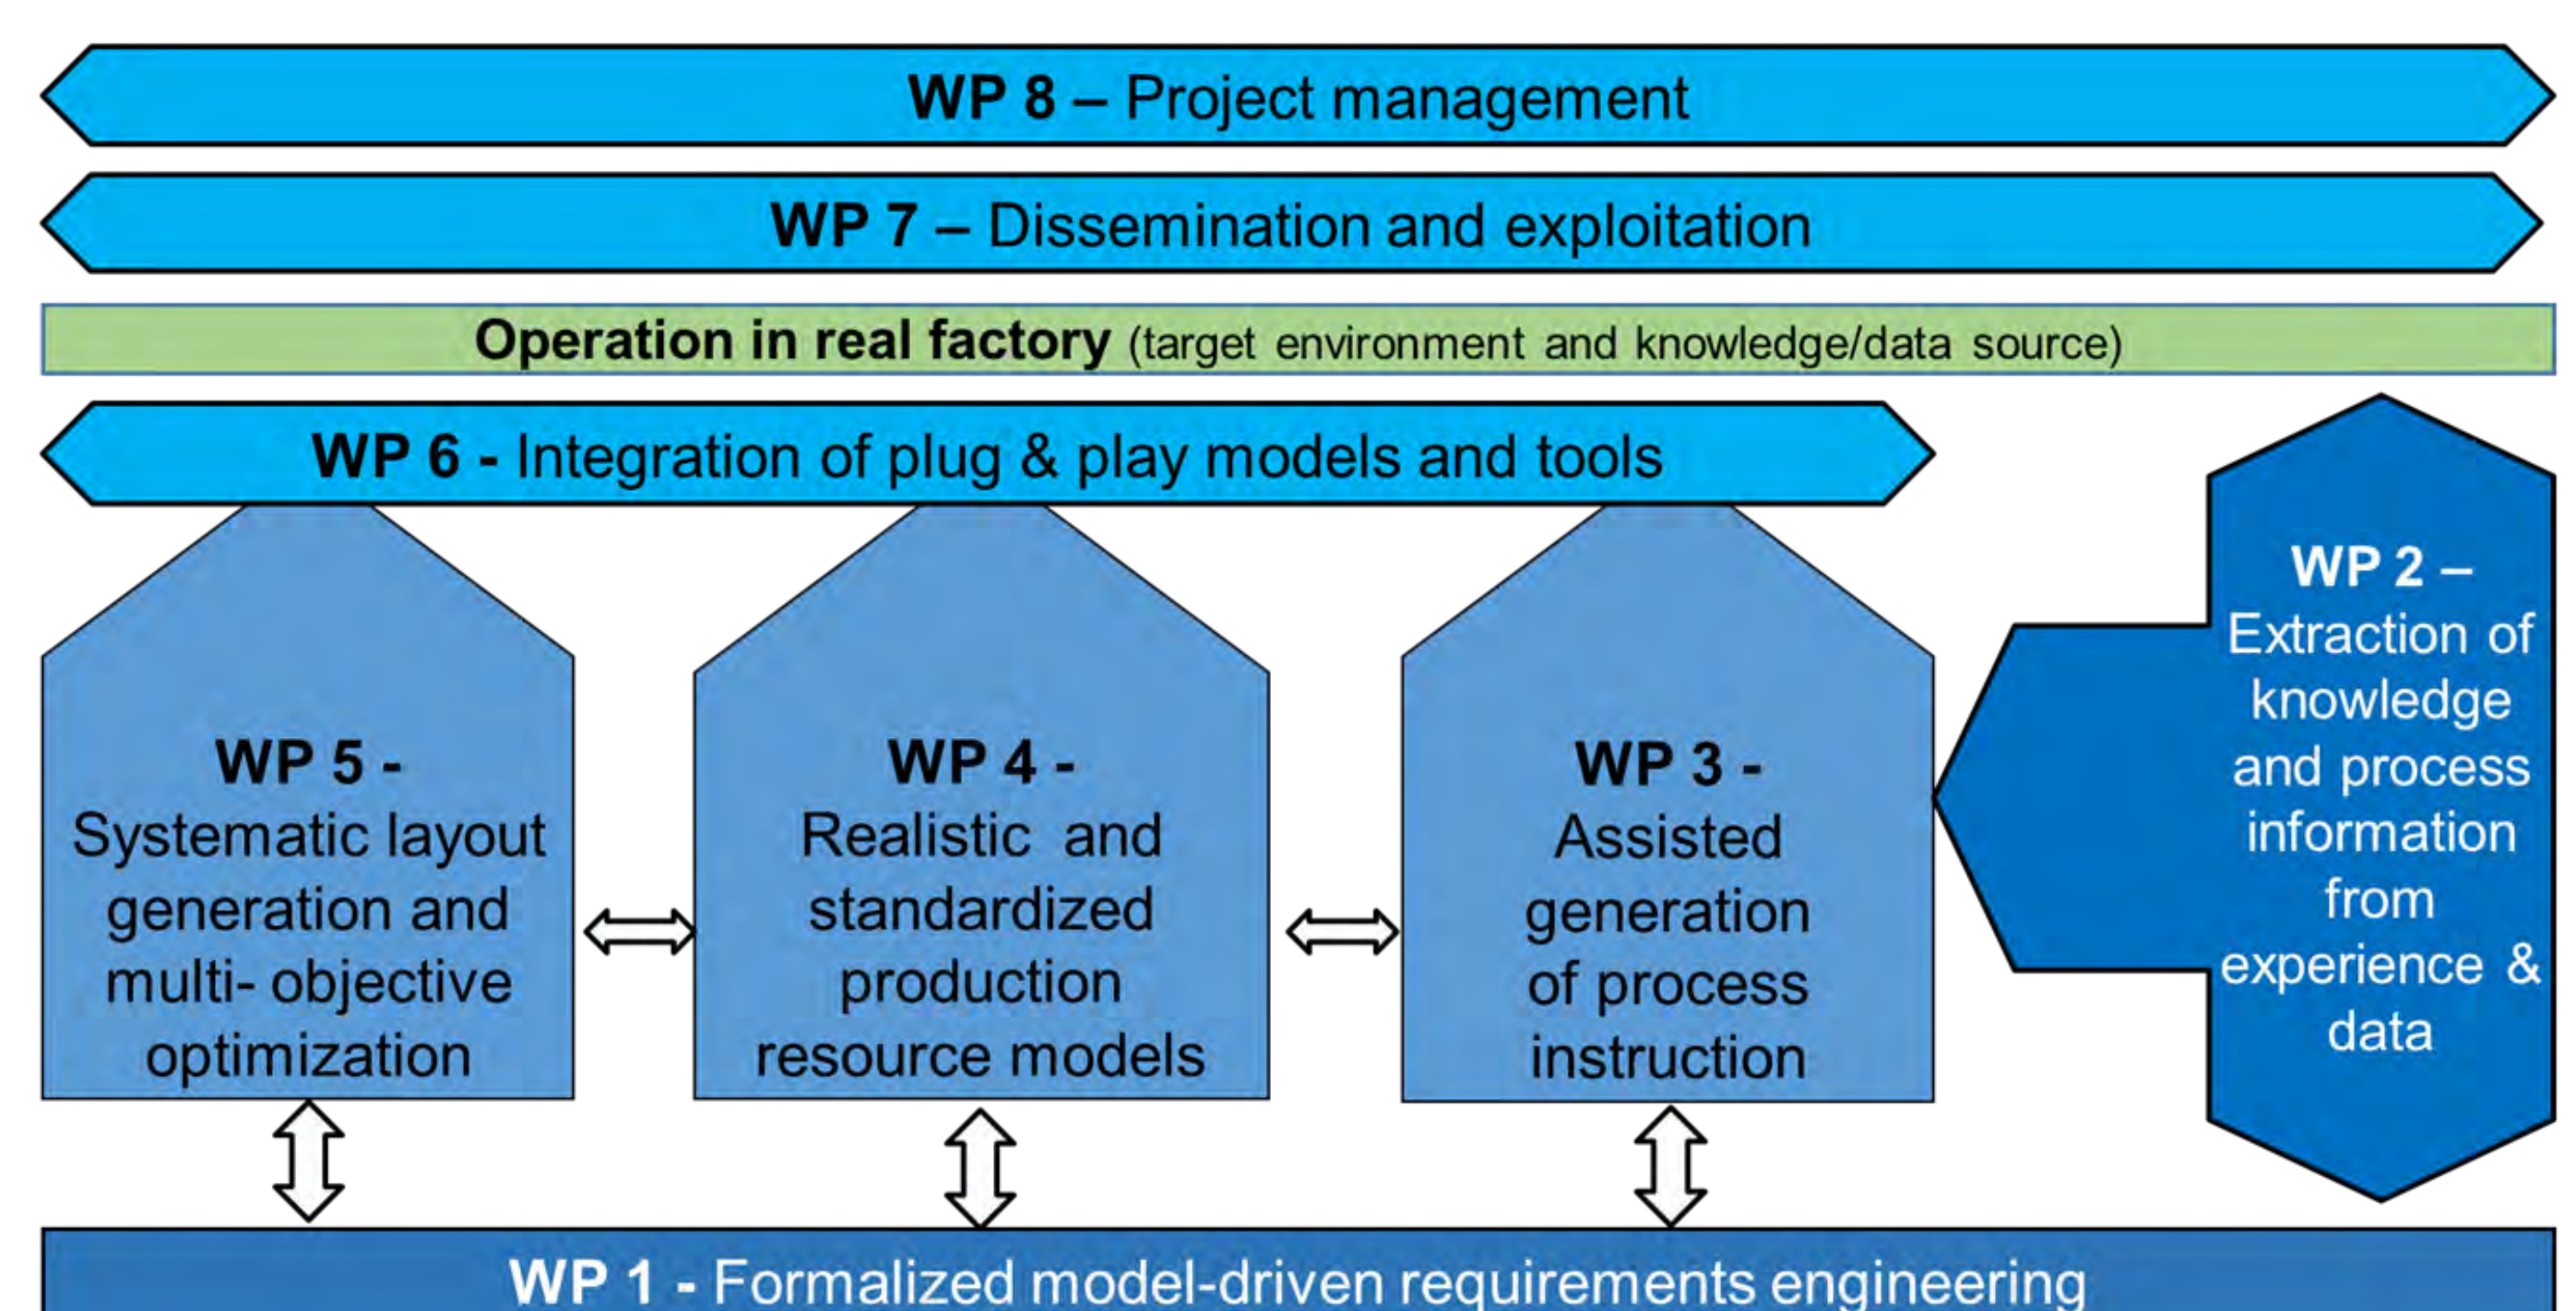 WP 8 – Project management
WP 7 – Dissemination and exploitation
Operation in real factory (target environment and knowledge/data source)
WP 6 - Integration of plug & play models and tools
WP 5 -
Systematic layout
generation and
multi- objective
optimization
WP 4 -
Realistic and
standardized
production
resource models
WP 3 -
Assisted
generation
of process
instruction
WP 2 –
Extraction of
knowledge
and process
information
from
experience &
data
WP 1 - Formalized model-driven requirements engineering